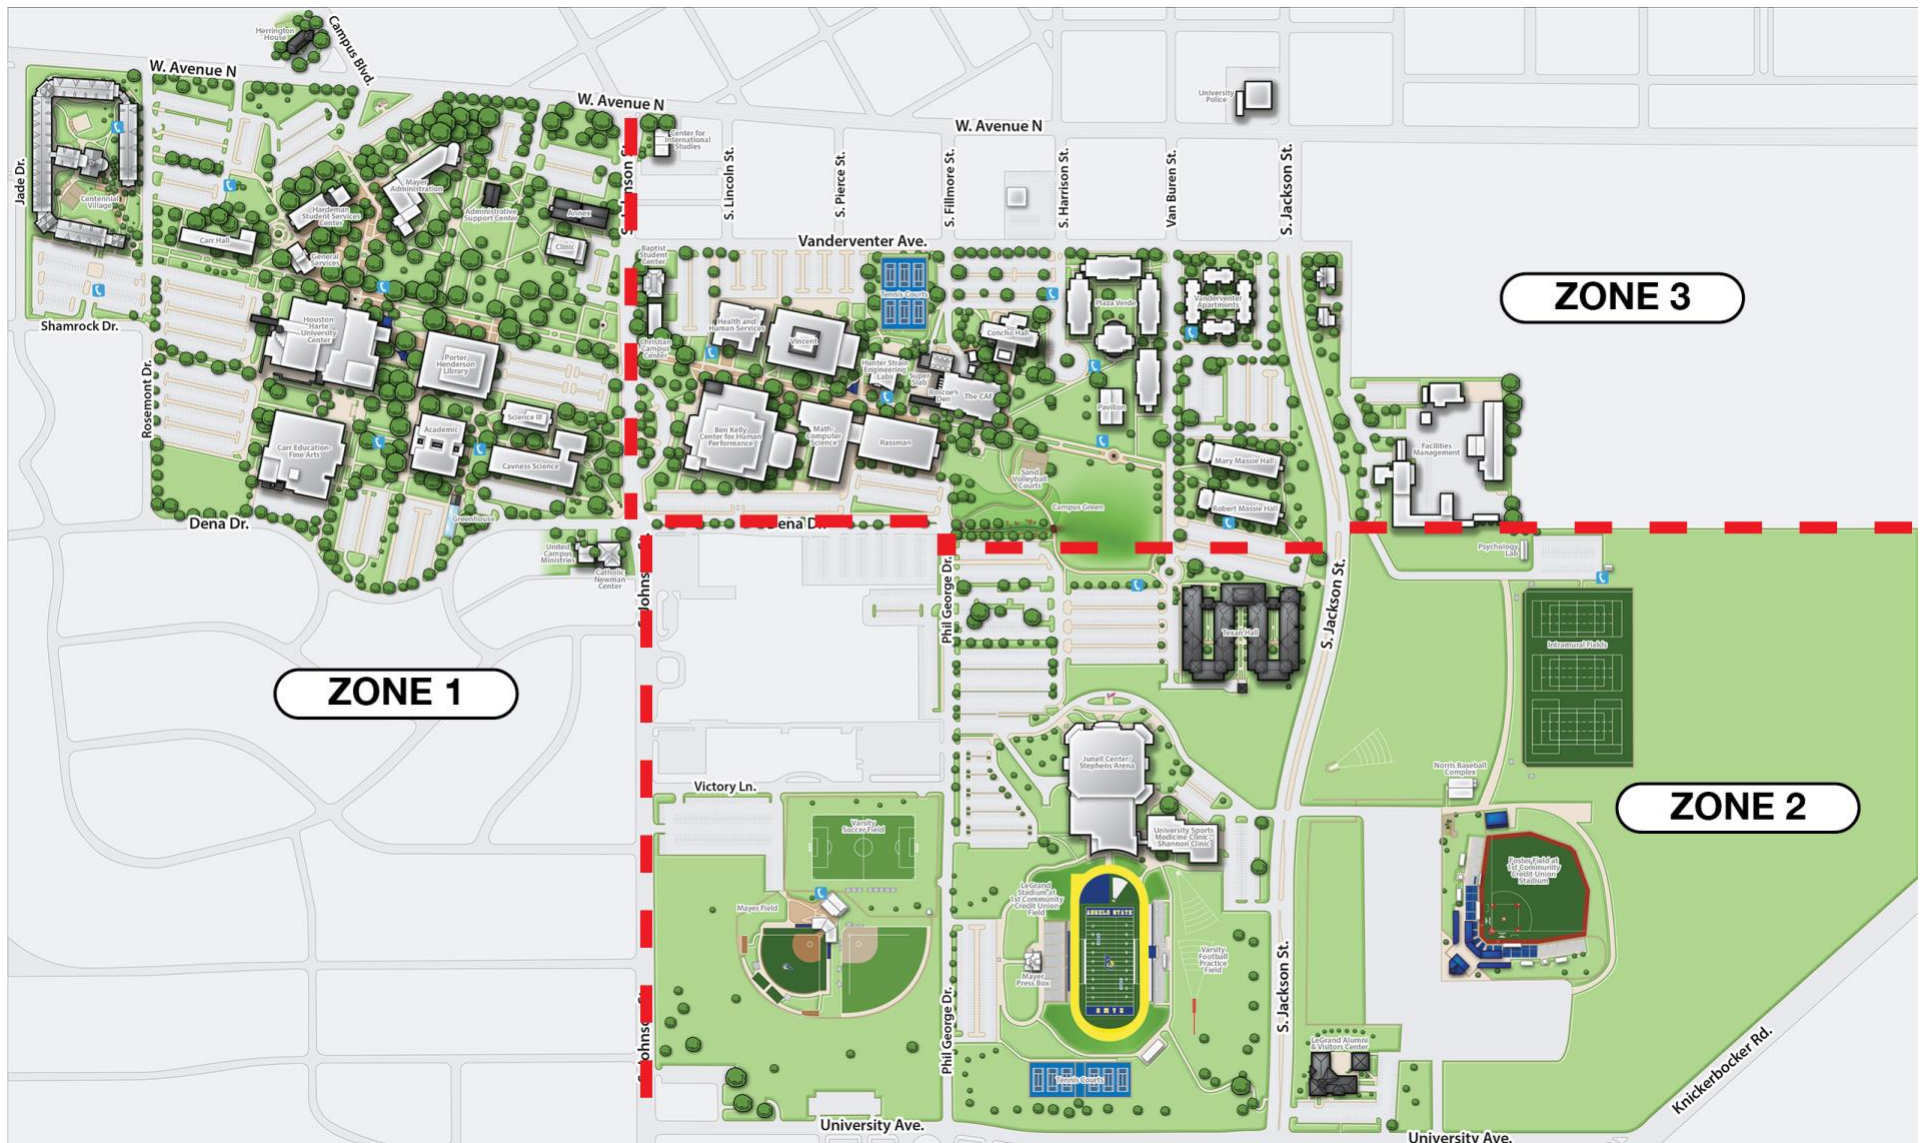 Herrington
House
Campus Blvd.
W. Avenue N
W. Avenue N
W. Avenue N
University
Police
Jade Dr.
Centennial
Village
Mayer
Administration
Hardeman
Student Services
Center
Administrative
Support Center
Annex
Carr Hall
General
Services
Clinic
Center for
International
Studies
S. Lincoln St.
S. Pierce St.
S. Fillmore St.
S. Harrison St.
Van Buren St.
S. Jackson St.
Vanderventer Ave.
Baptist
Student
Center
Tennis Courts
Plaza Verde
Vanderventer
Apartments
ZONE 3
Shamrock Dr.
Rosemont Dr.
Houston
Harte
University
Center
Porter
Henderson
Library
Christian
Campus
Center
Health and
Human Services
Vincent
Concho Hall
Hunter Strain
Engineering
Labs
Super
Slab
Roscoe's
Den
The CAF
Pavilion
Science III
Academic
Carr Education
Fine Arts
Cavness Science
Ben Kelly
Center for Human
Performance
Math
Computer
Science
Rassman
Mary Massie Hall
Robert Massie Hall
Facilities
Management
Sand
Volleyball
Courts
Campus Green
Greenhouse
Dena Dr.
Dena Dr.
United
Campus
Ministries
Catholic
Newman
Center
Psychology
Lab
Phil George Dr.
Texan Hall
S. Jackson St.
Intramural Fields
ZONE 1
Junell Center/
Stephens Arena
Norris Baseball
Complex
Victory Ln.
ZONE 2
Varsity
Soccer Field
University Sports
Medicine Clinic
Shannon Clinic
Foster Field at
1st Community
Credit Union
Stadium
LeGrand
Stadium at
1st Community
Credit Union
Field
Mayer Field
ANGELO STATE
RAMS
Varsity
Football
Practice
Field
Mayer
Press Box
Phil George Dr.
S. Jackson St.
LeGrand Alumni
& Visitors Center
Tennis Courts
Knickerbocker Rd.
University Ave.
University Ave.